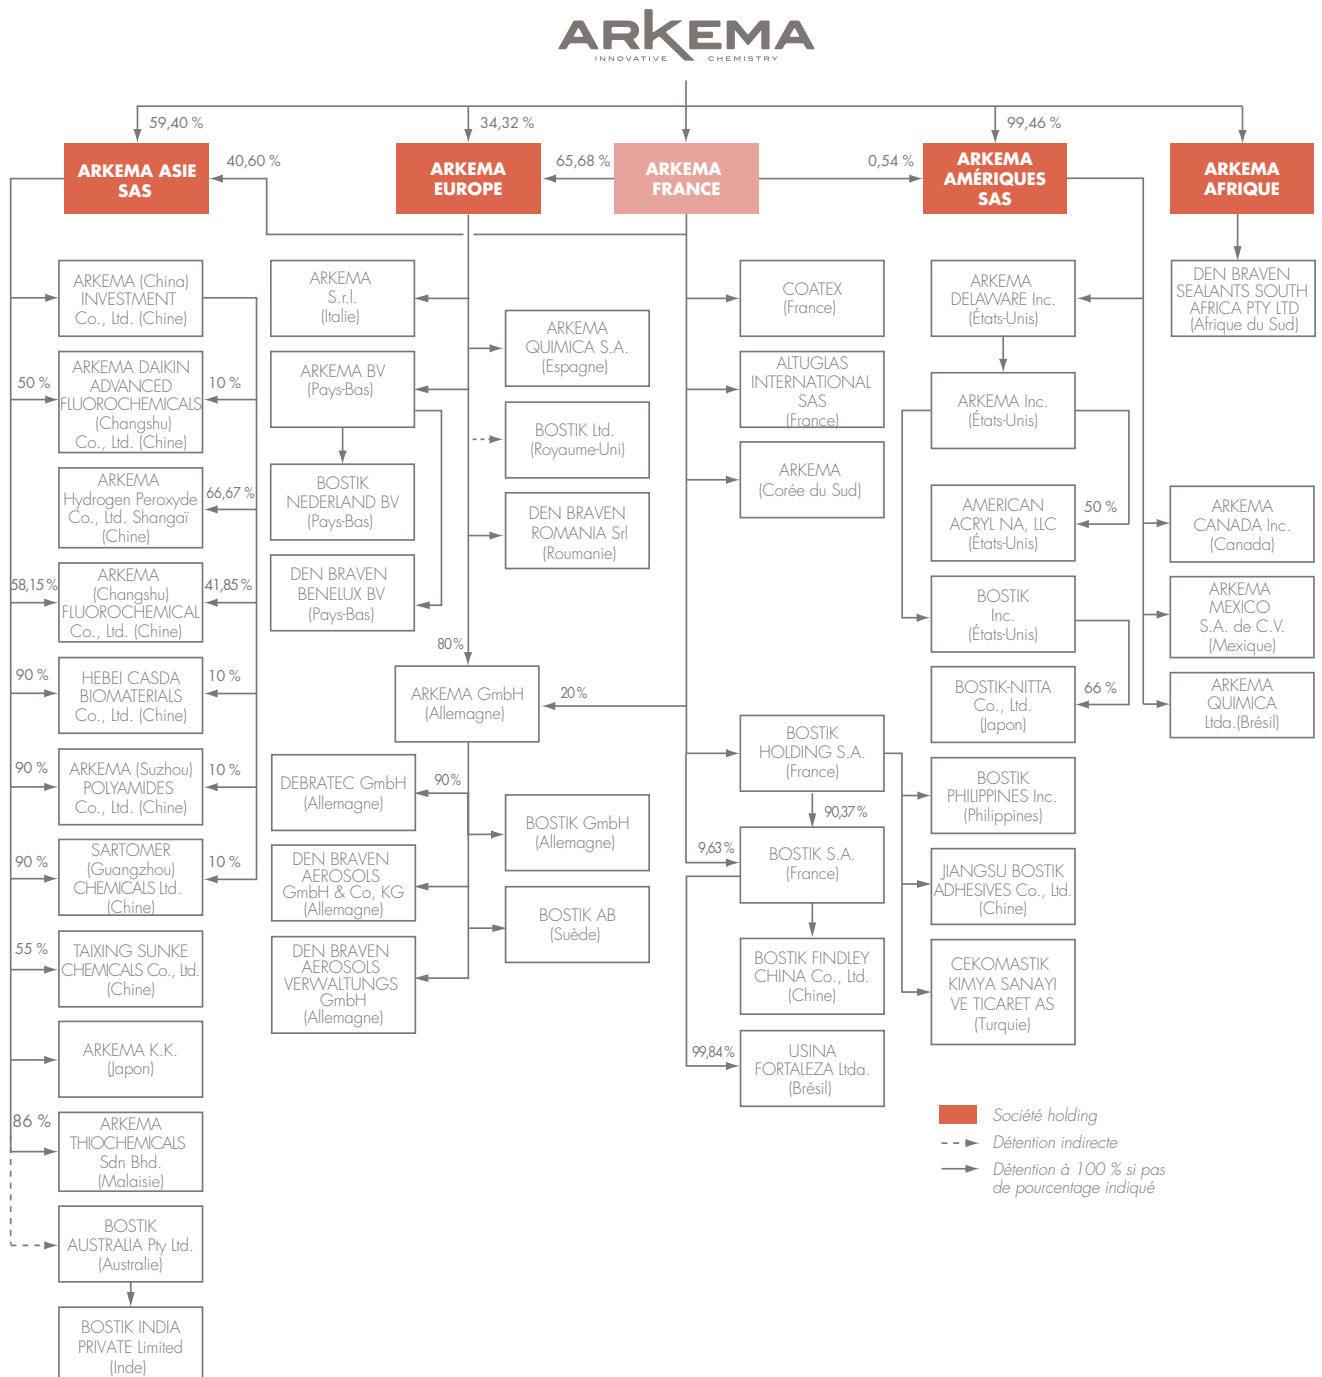 ARKEMA
INNOVATIVE CHEMISTRY
59,40 %
34,32 %
99,46 %
ARKEMA ASIE
SAS
40,60 %
ARKEMA
EUROPE
65,68 %
ARKEMA
FRANCE
0,54 %
ARKEMA
AMÉRIQUES
SAS
ARKEMA
AFRIQUE
ARKEMA (China)
INVESTMENT
Co., Ltd. (Chine)
50 %
ARKEMA DAIKIN
ADVANCED
FLUOROCHEMICALS
(Changshu)
Co., Ltd. (Chine)
10 %
ARKEMA
Hydrogen Peroxyde
Co., Ltd. Shangaï
(Chine)
66,67 %
58,15 %
ARKEMA
(Changshu)
FLUOROCHEMICAL
Co., Ltd. (Chine)
41,85 %
90 %
HEBEI CASDA
BIOMATERIALS
Co., Ltd. (Chine)
10 %
90 %
ARKEMA (Suzhou)
POLYAMIDES
Co., Ltd. (Chine)
10 %
90 %
SARTOMER
(Guangzhou)
CHEMICALS Ltd.
(Chine)
10 %
55 %
TAIXING SUNKE
CHEMICALS Co., Ltd.
(Chine)
ARKEMA K.K.
(Japon)
86 %
ARKEMA
THIOCHEMICALS
Sdn Bhd.
(Malaisie)
BOSTIK
AUSTRALIA Pty Ltd.
(Australie)
BOSTIK INDIA
PRIVATE Limited
(Inde)
ARKEMA
S.r.l.
(Italie)
ARKEMA BV
(Pays-Bas)
BOSTIK
NEDERLAND BV
(Pays-Bas)
DEN BRAVEN
BENELUX BV
(Pays-Bas)
ARKEMA
QUIMICA S.A.
(Espagne)
BOSTIK Ltd.
(Royaume-Uni)
DEN BRAVEN
ROMANIA Srl
(Roumanie)
80%
ARKEMA GmbH
(Allemagne)
20%
DEBRATEC GmbH
(Allemagne)
90%
DEN BRAVEN
AEROSOLS
GmbH & Co, KG
(Allemagne)
DEN BRAVEN
AEROSOLS
VERWALTUNGS
GmbH
(Allemagne)
BOSTIK GmbH
(Allemagne)
BOSTIK AB
(Suède)
COATEX
(France)
ALTUGLAS
INTERNATIONAL
SAS
(France)
ARKEMA
(Corée du Sud)
BOSTIK
HOLDING S.A.
(France)
90,37 %
9,63 %
BOSTIK S.A.
(France)
BOSTIK FINDLEY
CHINA Co., Ltd.
(Chine)
99,84 %
USINA
FORTALEZA Ltda.
(Brésil)
ARKEMA
DELAWARE Inc.
(États-Unis)
ARKEMA Inc.
(États-Unis)
AMERICAN
ACRYL NA, LLC
(États-Unis)
50 %
BOSTIK
Inc.
(États-Unis)
BOSTIK-NITTA
Co., Ltd.
(Japon)
66 %
BOSTIK
PHILIPPINES Inc.
(Philippines)
JIANGSU BOSTIK
ADHESIVES Co., Ltd.
(Chine)
CEKOMASTIK
KIMYA SANAYI
VE TICARET AS
(Turquie)
DEN BRAVEN
SEALANTS SOUTH
AFRICA PTY LTD
(Afrique du Sud)
ARKEMA
CANADA Inc.
(Canada)
ARKEMA
MEXICO
S.A. de C.V.
(Mexique)
ARKEMA
QUIMICA
Ltda.(Brésil)
Société holding
Détention indirecte
Détention à 100 % si pas
de pourcentage indiqué